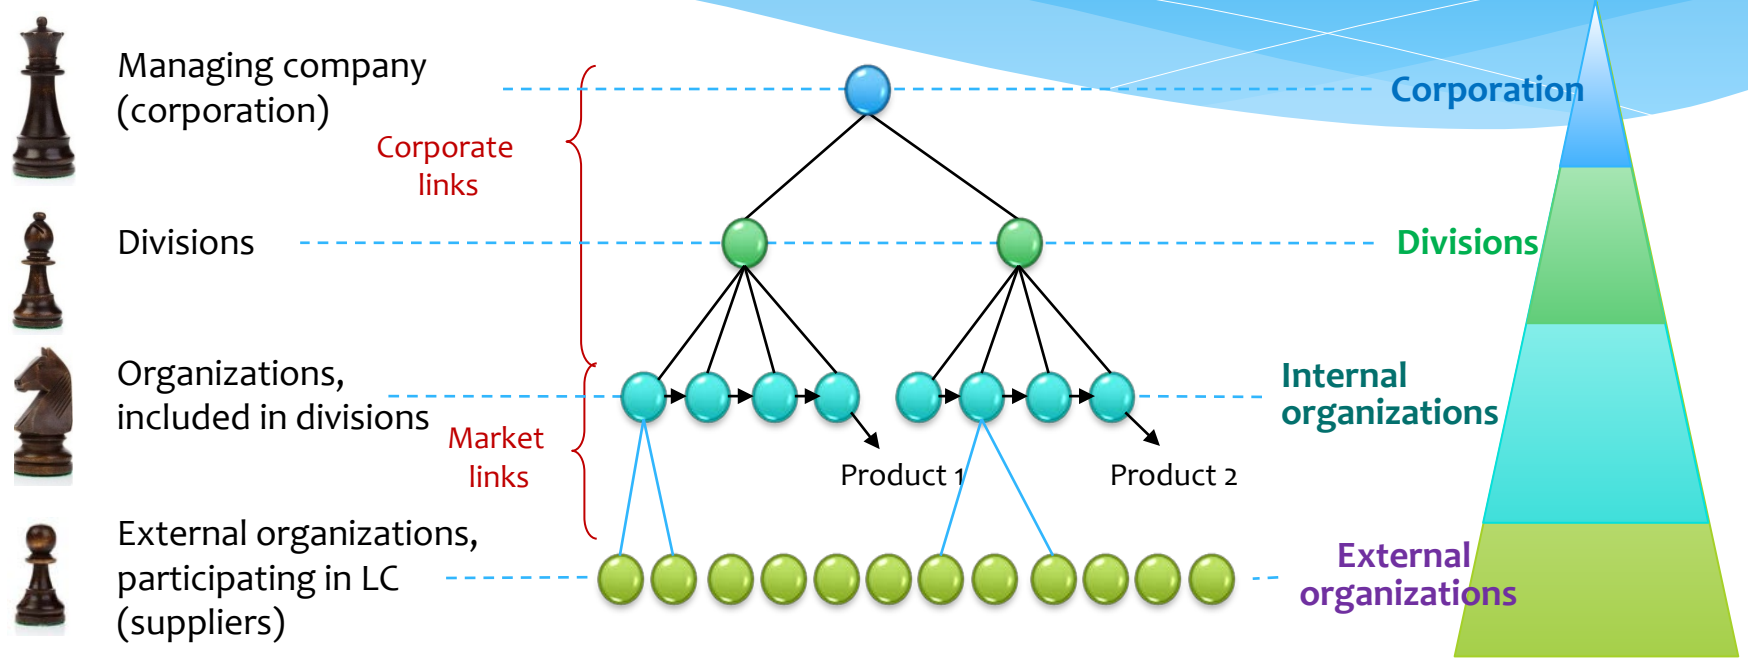 Managing company
(corporation)
Corporation
Corporate
links
Divisions
Divisions
Organizations,
included in divisions
Internal
organizations
Market
links
Product 1
Product 2
External organizations,
participating in LC
(suppliers)
External
organizations